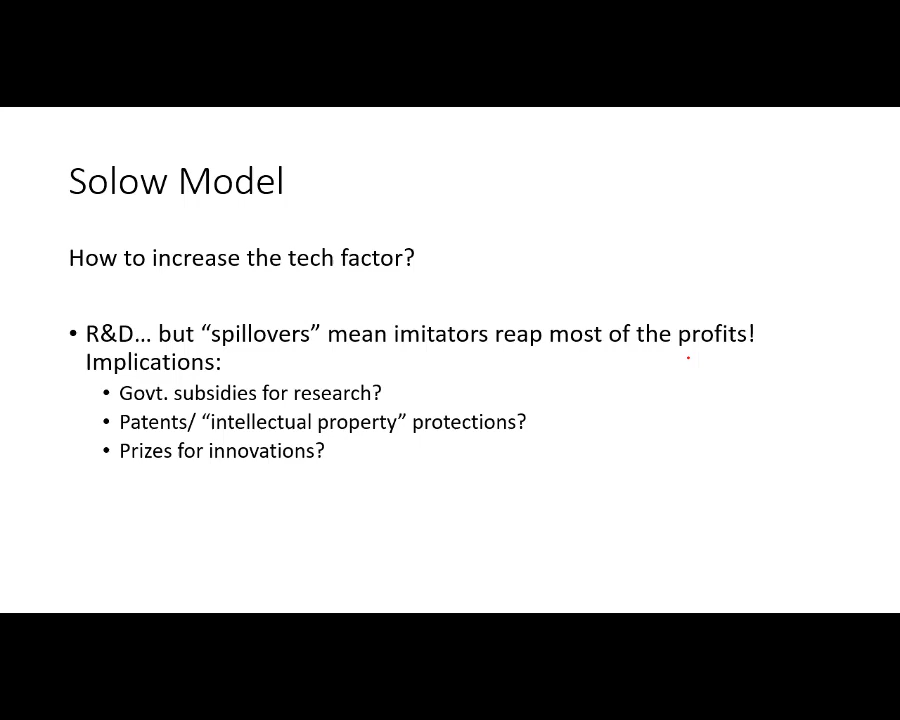 Solow Model
How to increase the tech factor?
• R&D… but “spillovers” mean imitators reap most of the profits!
Implications:
• Govt. subsidies for research?
• Patents/ “intellectual property” protections?
• Prizes for innovations?